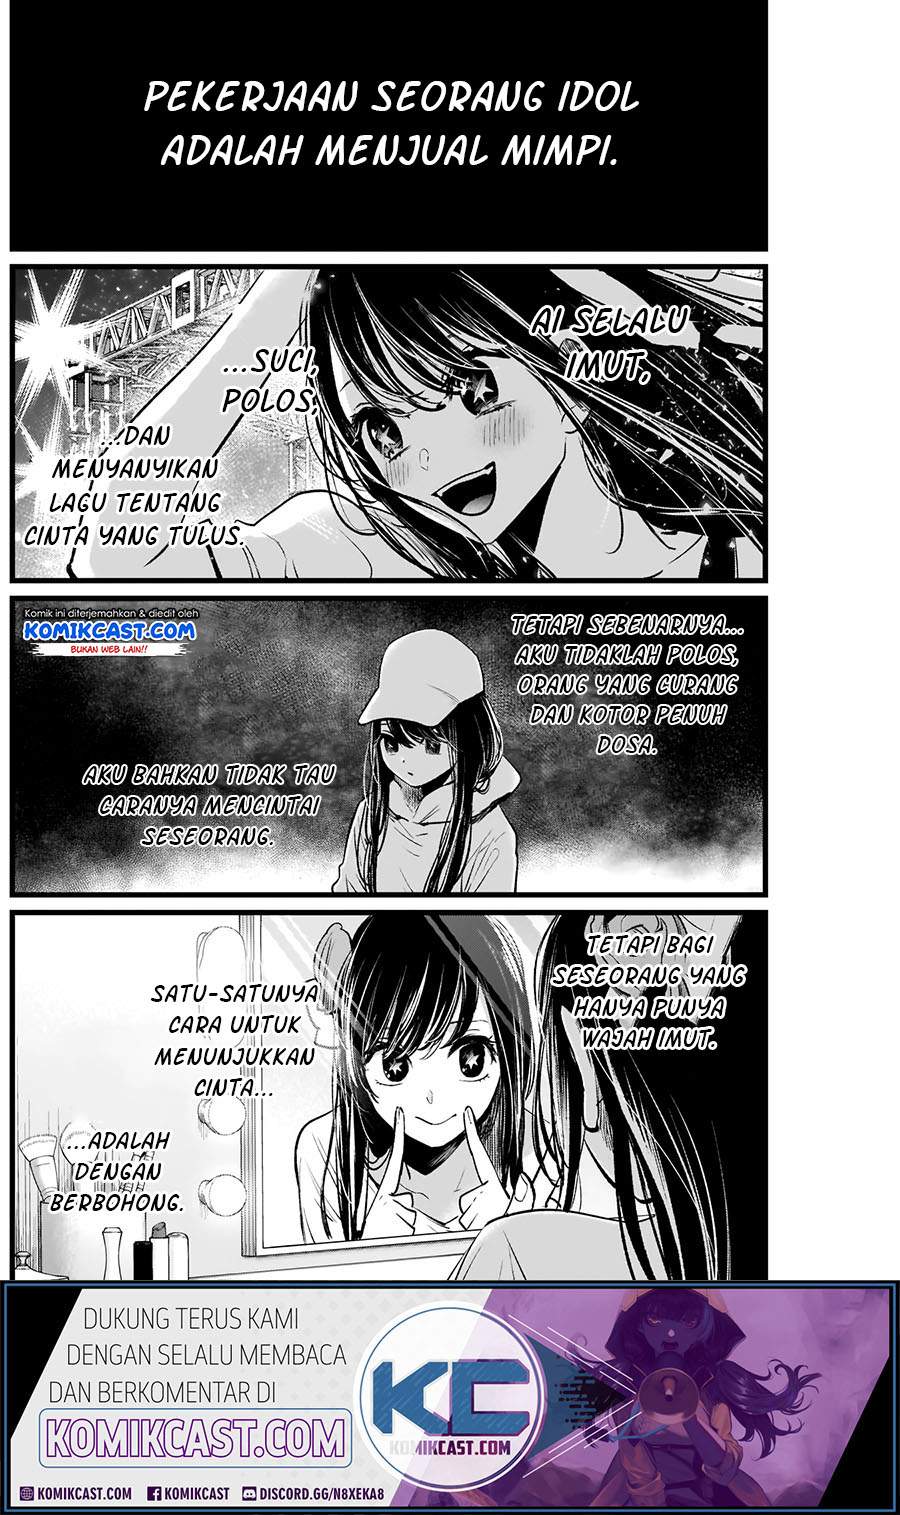 PEKERJAAN SEORANG IDOL
ADALAH MENJUAL MIMPI.
AI SELALU
IMUT,
...SUCI,
POLOS,
...DAN
MENYANYIKAN
LAGU TENTANG
CINTA YANG TULUS.
Komik ini diterjemahkan & diedit oleh
KOMIKCAST.COM
BUKAN WEB LAIN!!
TETAPI SEBENARNYA...
AKU TIDAKLAH POLOS,
ORANG YANG CURANG
DAN KOTOR PENUH
DOSA.
AKU BAHKAN TIDAK TAU
CARANYA MENCINTAI
SESEORANG.
TETAPI BAGI
SESEORANG YANG
HANYA PUNYA
WAJAH IMUT.
SATU-SATUNYA
CARA UNTUK
MENUNJUKKAN
CINTA...
...ADALAH
DENGAN
BERBOHONG.
DUKUNG TERUS KAMI
DENGAN SELALU MEMBACA
DAN BERKOMENTAR DI
KOMIKCAST.COM
KC
KOMIKCAST.COM
KOMIKCAST.COM
KOMIKCAST
DISCORD.GG/N8XEKA8